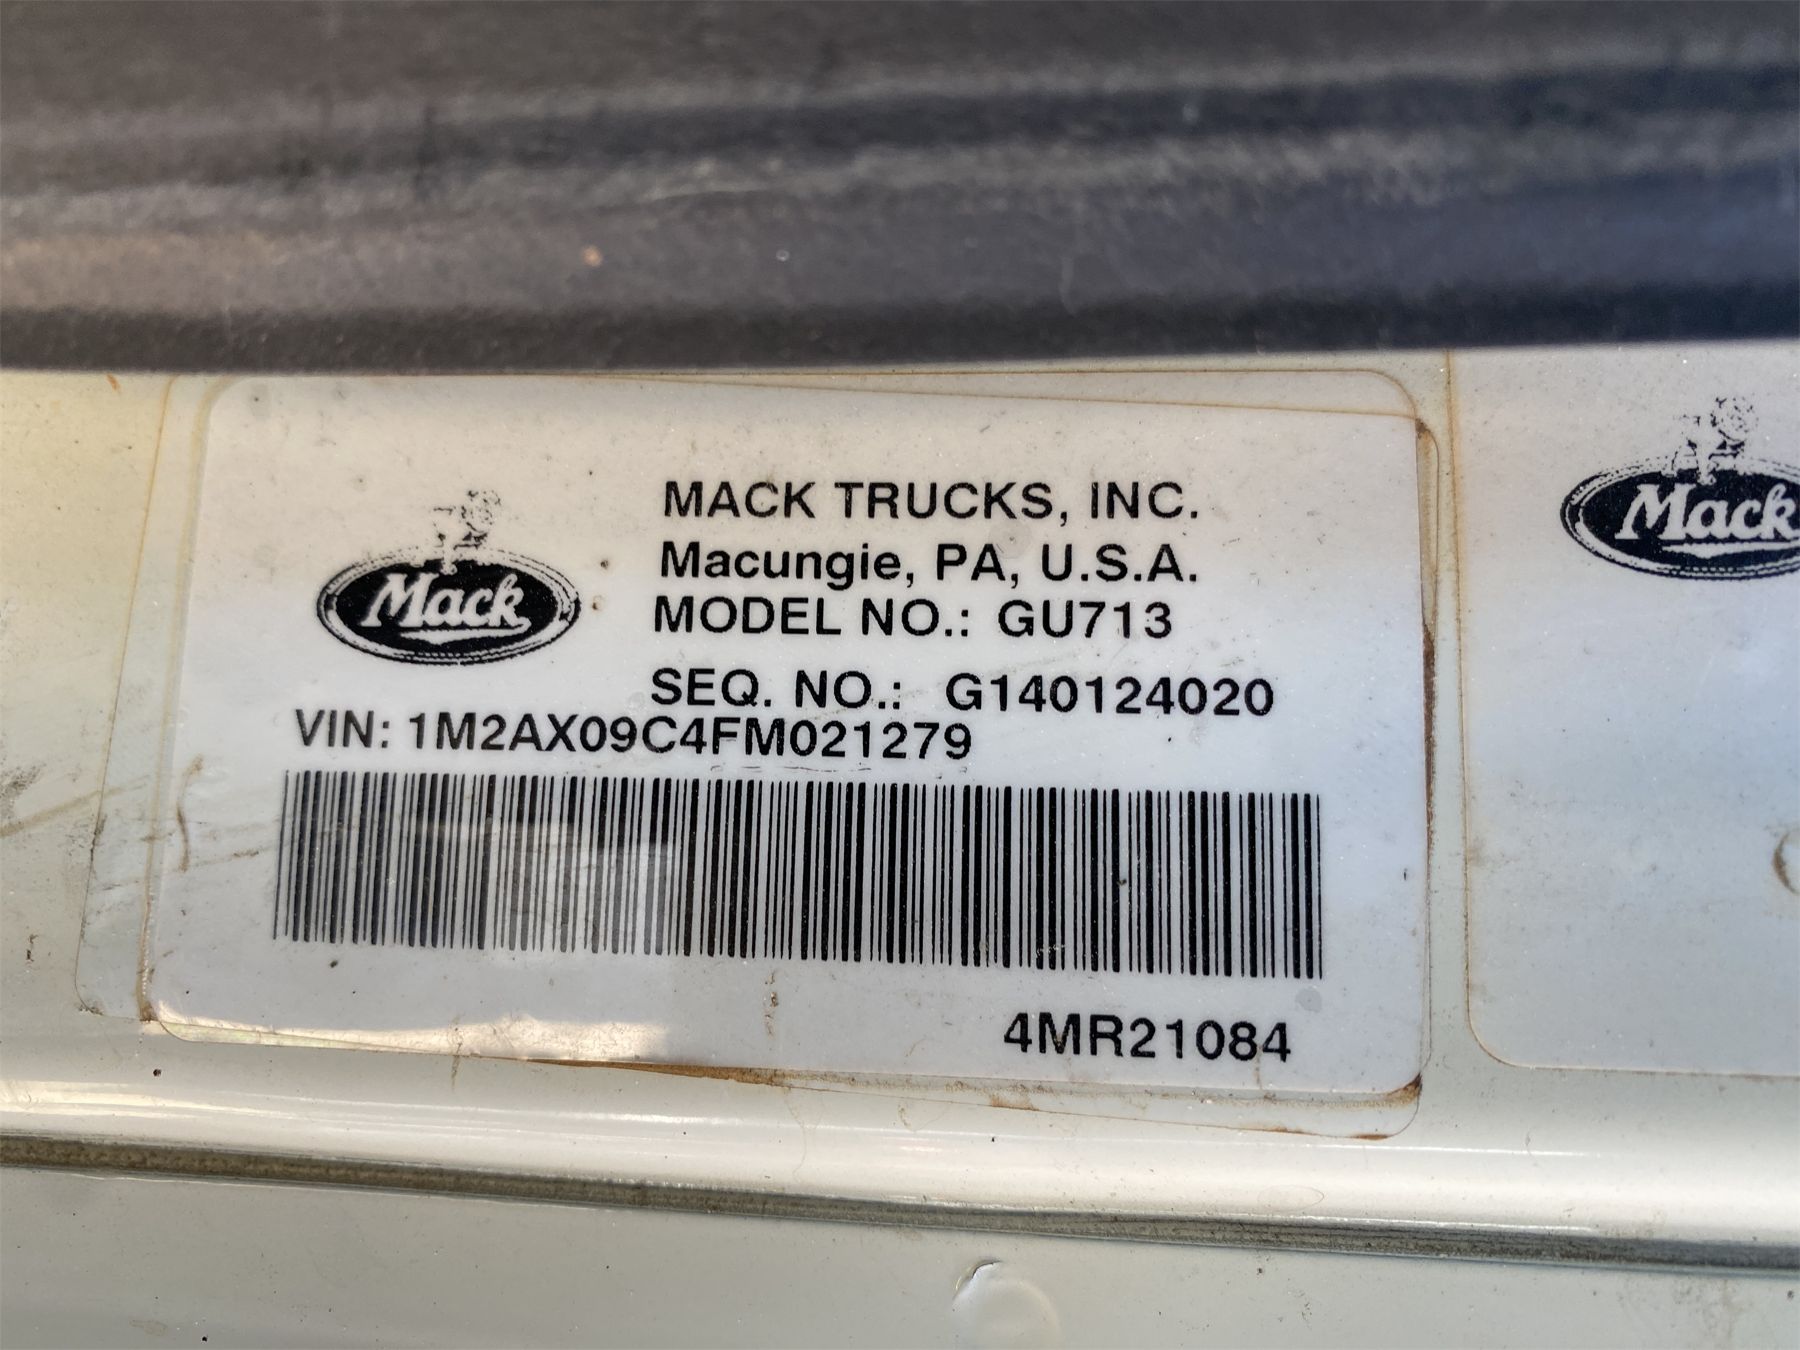 Mack
MACK TRUCKS, INC.
Macungie, PA, U.S.A.
MODEL NO.: GU713
SEQ. NO.: G140124020
VIN: 1M2AX09C4FM021279
4MR21084
Mack